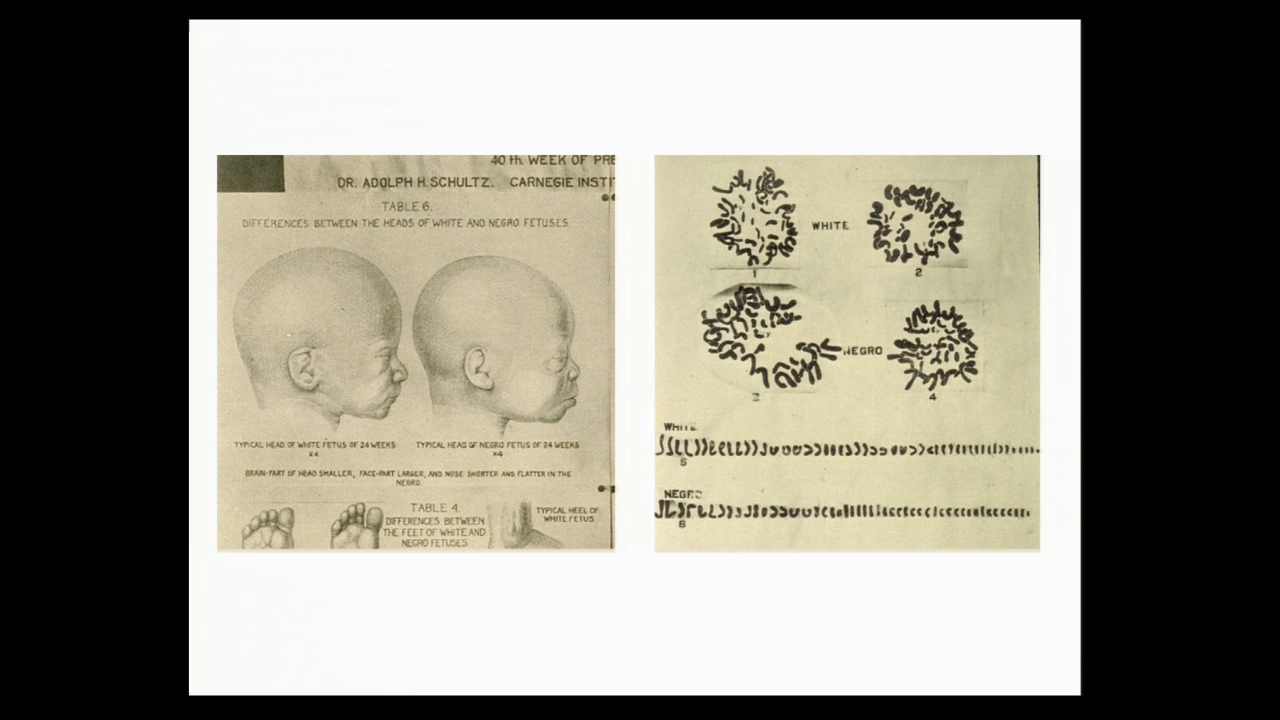 40 th. WEEK OF PRE
DR. ADOLPH H. SCHULTZ. CARNEGIE INSTIT
TABLE 6.
DIFFERENCES BETWEEN THE HEADS OF WHITE AND NEGRO FETUSES.
TYPICAL HEAD OF WHITE FETUS OF 24 WEEKS
X4
TYPICAL HEAD OF NEGRO FETUS OF 24 WEEKS
X4
BRAIN-PART OF HEAD SMALLER, FACE-PART LARGER, AND NOSE SHORTER AND FLATTER IN THE
NEGRO.
TABLE 4.
DIFFERENCES BETWEEN
THE FEET OF WHITE AND
NEGRO FETUSES
TYPICAL HEEL OF
WHITE FETUS
WHITE
1
2
NEGRO
3
4
WHITE
5
NEGRO
6